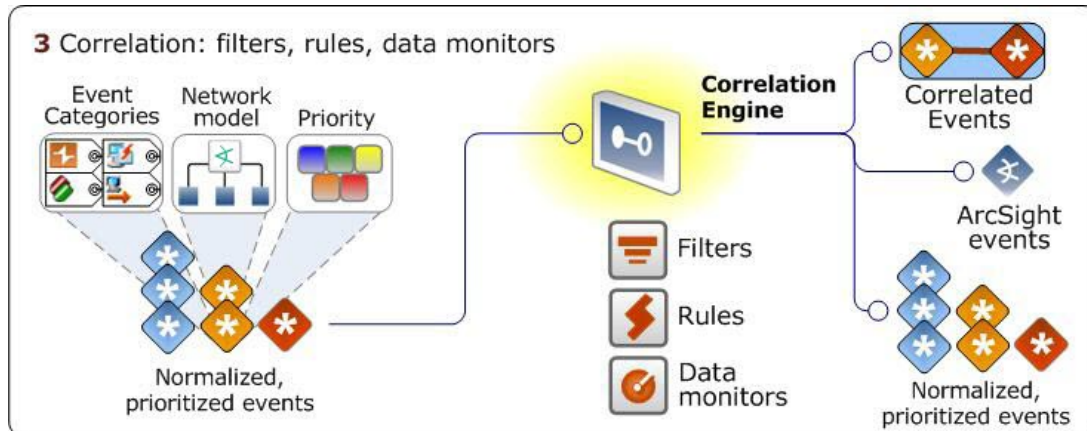 3 Correlation: filters, rules, data monitors
Event
Categories
Network
model
Priority
Normalized,
prioritized events
Correlation
Engine
Filters
Rules
Data
monitors
Correlated
Events
ArcSight
events
Normalized,
prioritized events